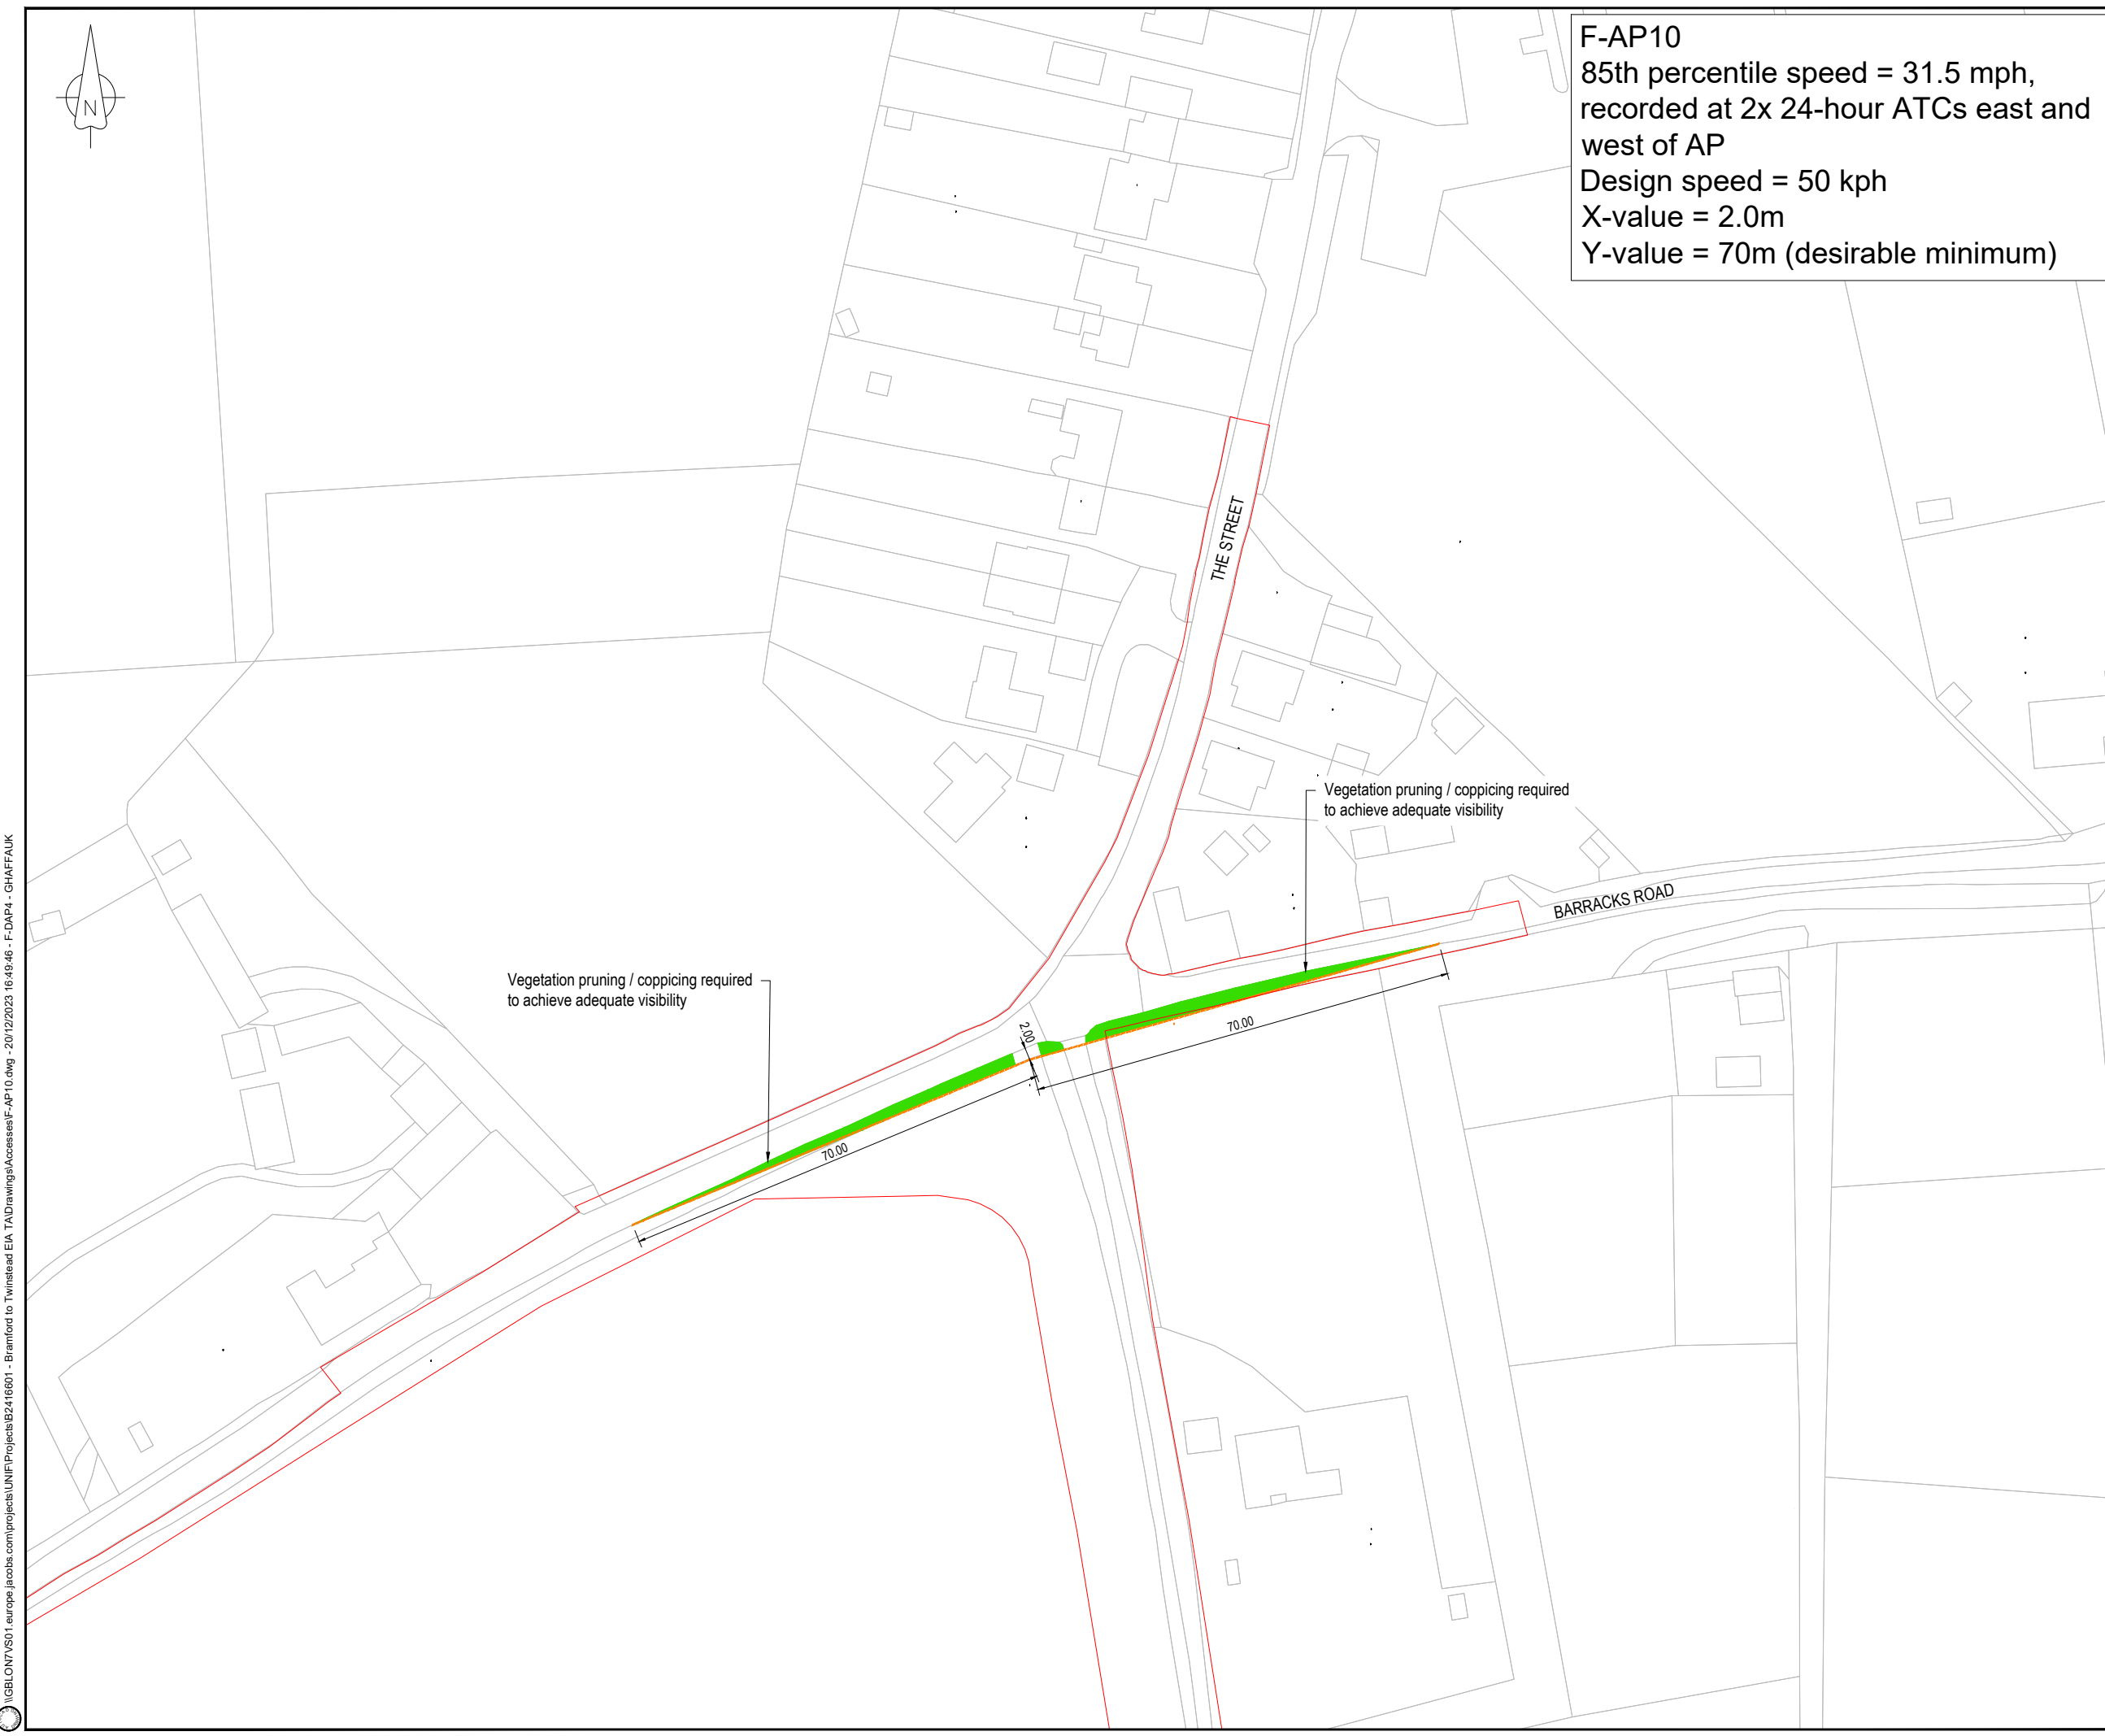 F-AP10
85th percentile speed = 31.5 mph,
recorded at 2x 24-hour ATCs east and
west of AP
Design speed = 50 kph
X-value = 2.0m
Y-value = 70m (desirable minimum)
N
THE STREET
Vegetation pruning / coppicing required
to achieve adequate visibility
BARRACKS ROAD
Vegetation pruning / coppicing required
to achieve adequate visibility
2.00
70.00
70.00
\\GBLON7VS01.europe.jacobs.com\projects\UNIF\Projects\B2416601 - Bramford to Twinstead EIA TA\Drawings\Accesses\F-AP10.dwg - 20/12/2023 16:49:46 - F-DAP4 - GHAFFAUK